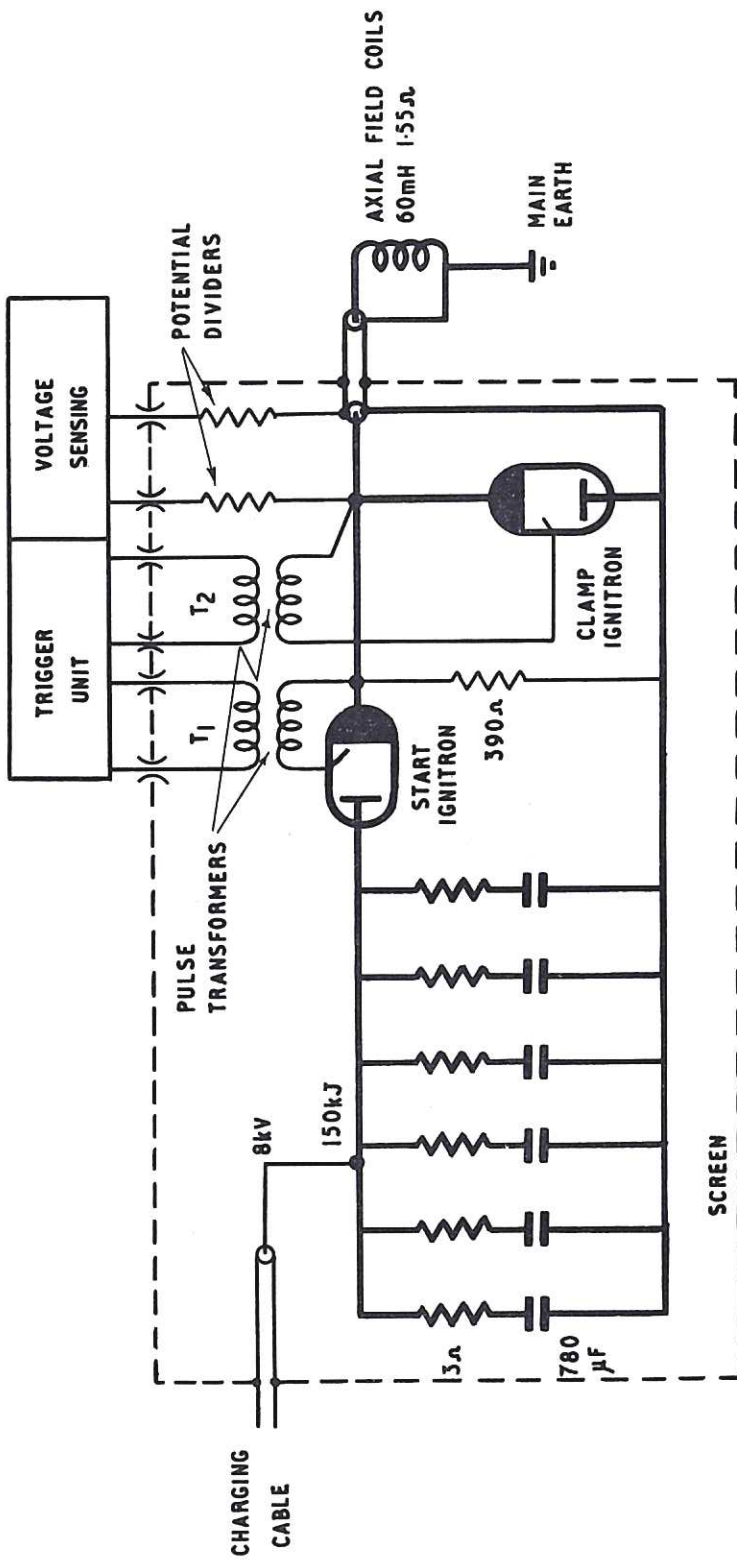 TRIGGER
UNIT
VOLTAGE
SENSING
PULSE
TRANSFORMERS
T1
T2
POTENTIAL
DIVIDERS
CHARGING
CABLE
8kV
150kJ
START
IGNITRON
390Ω
CLAMP
IGNITRON
AXIAL FIELD COILS
60mH 1·55Ω
MAIN
EARTH
3Ω
780
μF
SCREEN